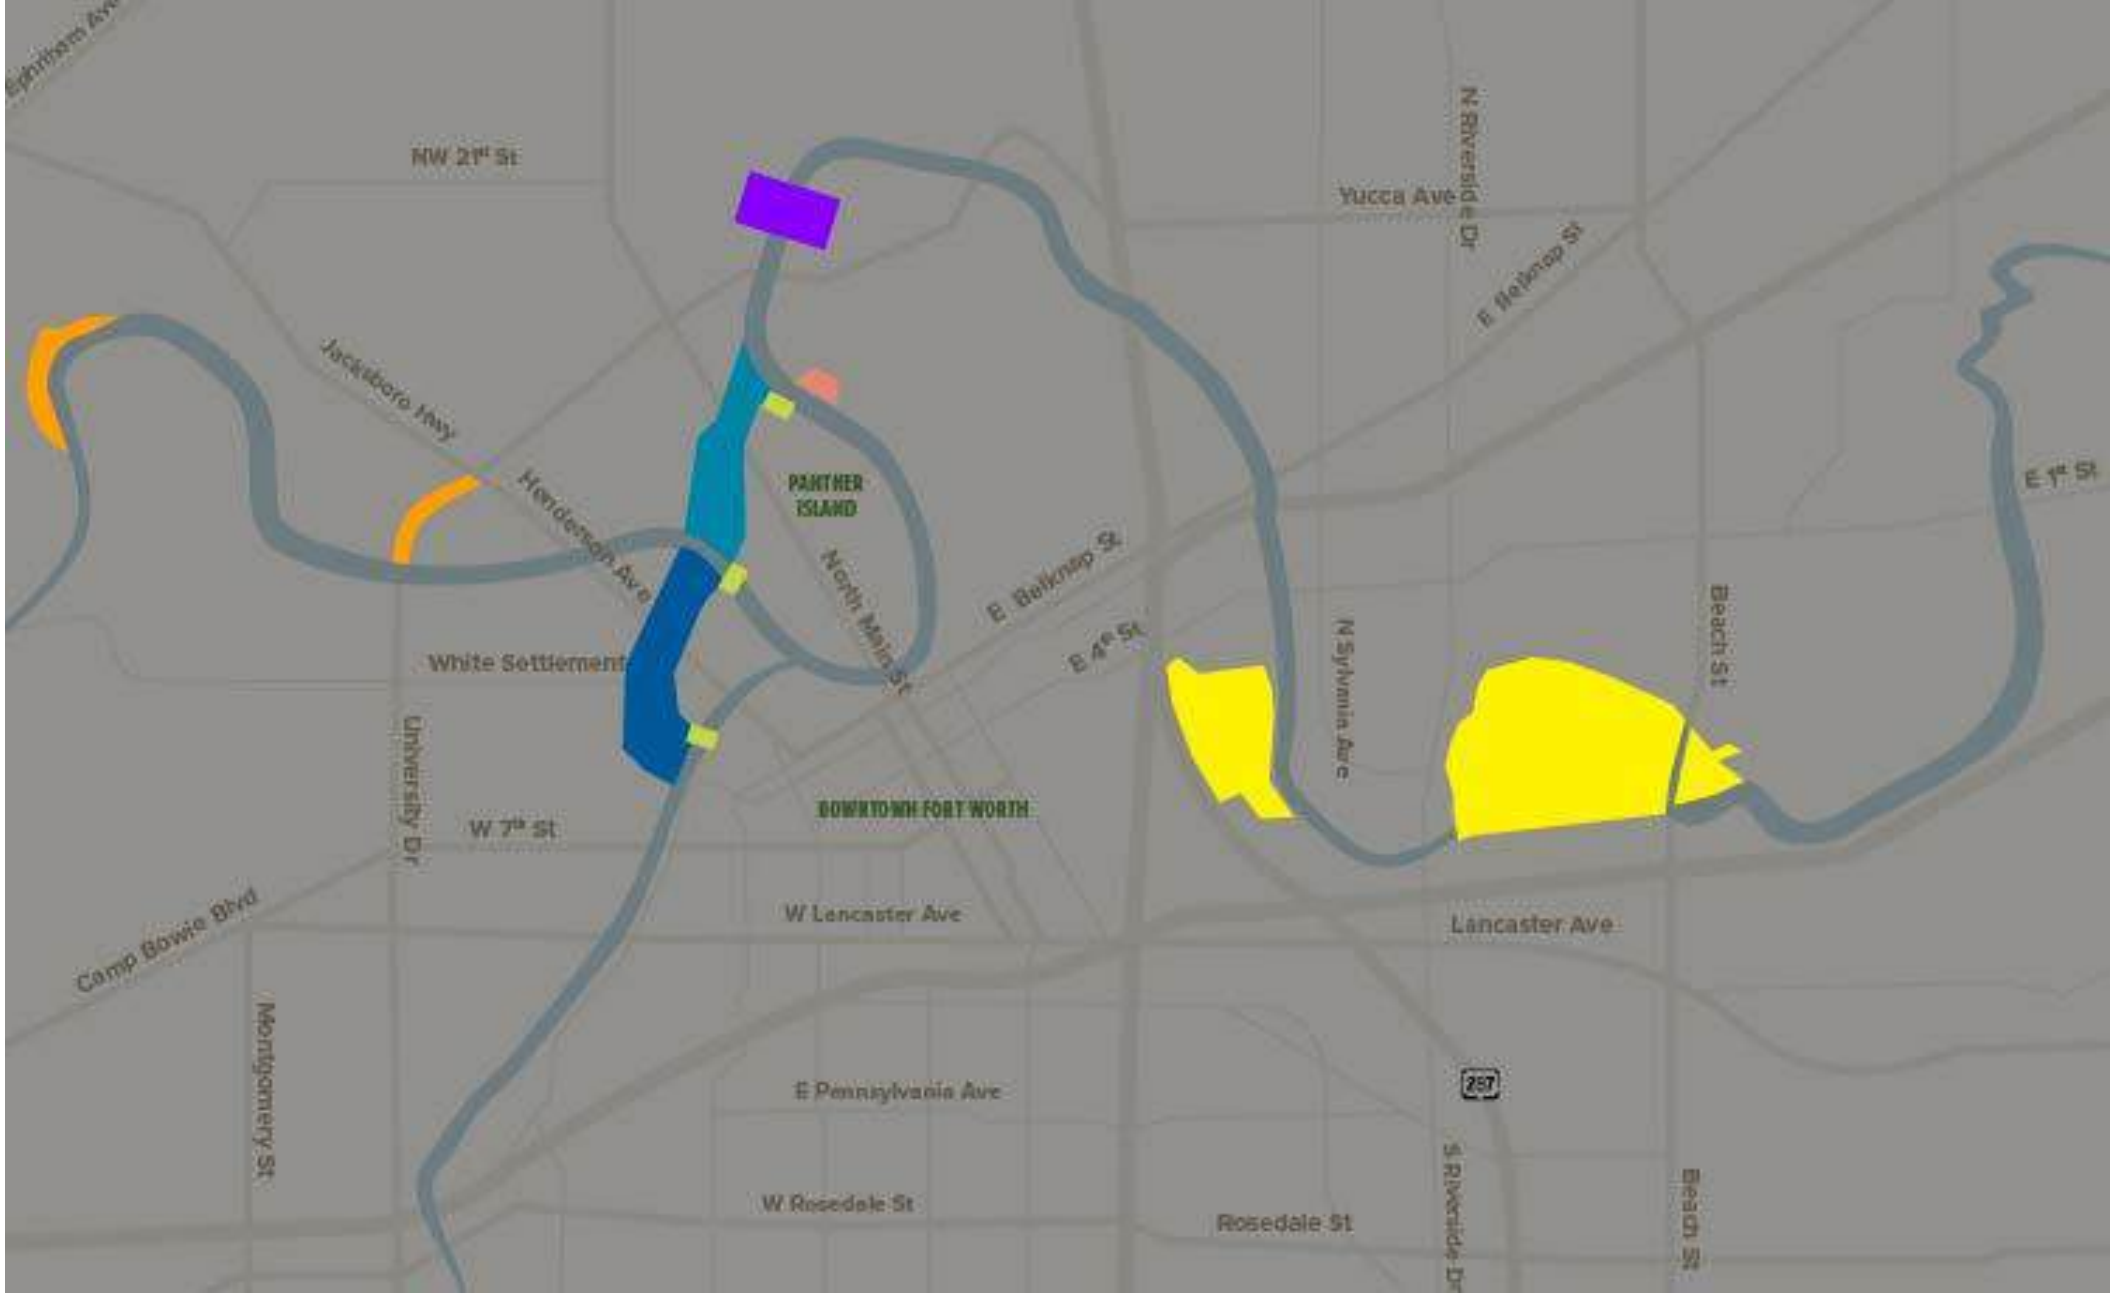 Ephriham Ave
NW 21st St
N Riverside Dr
Yucca Ave
E Belknap St
Jacksboro Hwy
Henderson Ave
PANTHER
ISLAND
E 1st St
North Main St
E Belknap St
E 4th St
Beach St
N Sylvania Ave
White Settlement
University Dr
DOWNTOWN FORT WORTH
W 7th St
Camp Bowie Blvd
W Lancaster Ave
Lancaster Ave
Montgomery St
287
E Pennsylvania Ave
S Riverside Dr
Beach St
W Rosedale St
Rosedale St